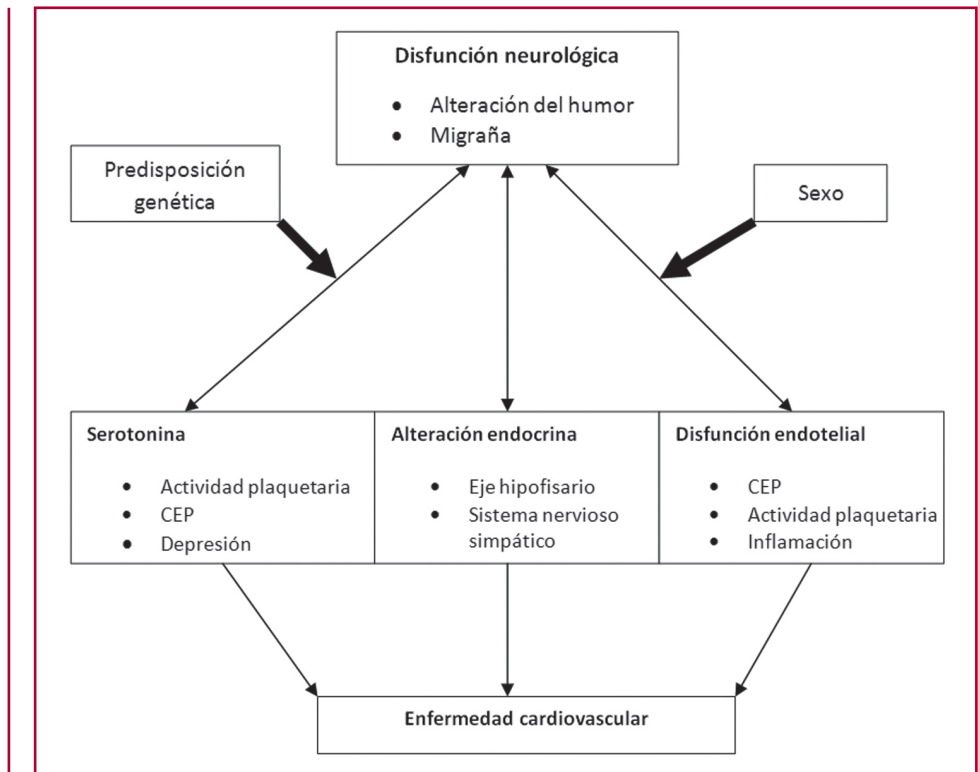 Disfunción neurológica
• Alteración del humor
• Migraña
Predisposición
genética
Sexo
Serotonina
• Actividad plaquetaria
• CEP
• Depresión
Alteración endocrina
• Eje hipofisario
• Sistema nervioso
simpático
Disfunción endotelial
• CEP
• Actividad plaquetaria
• Inflamación
Enfermedad cardiovascular